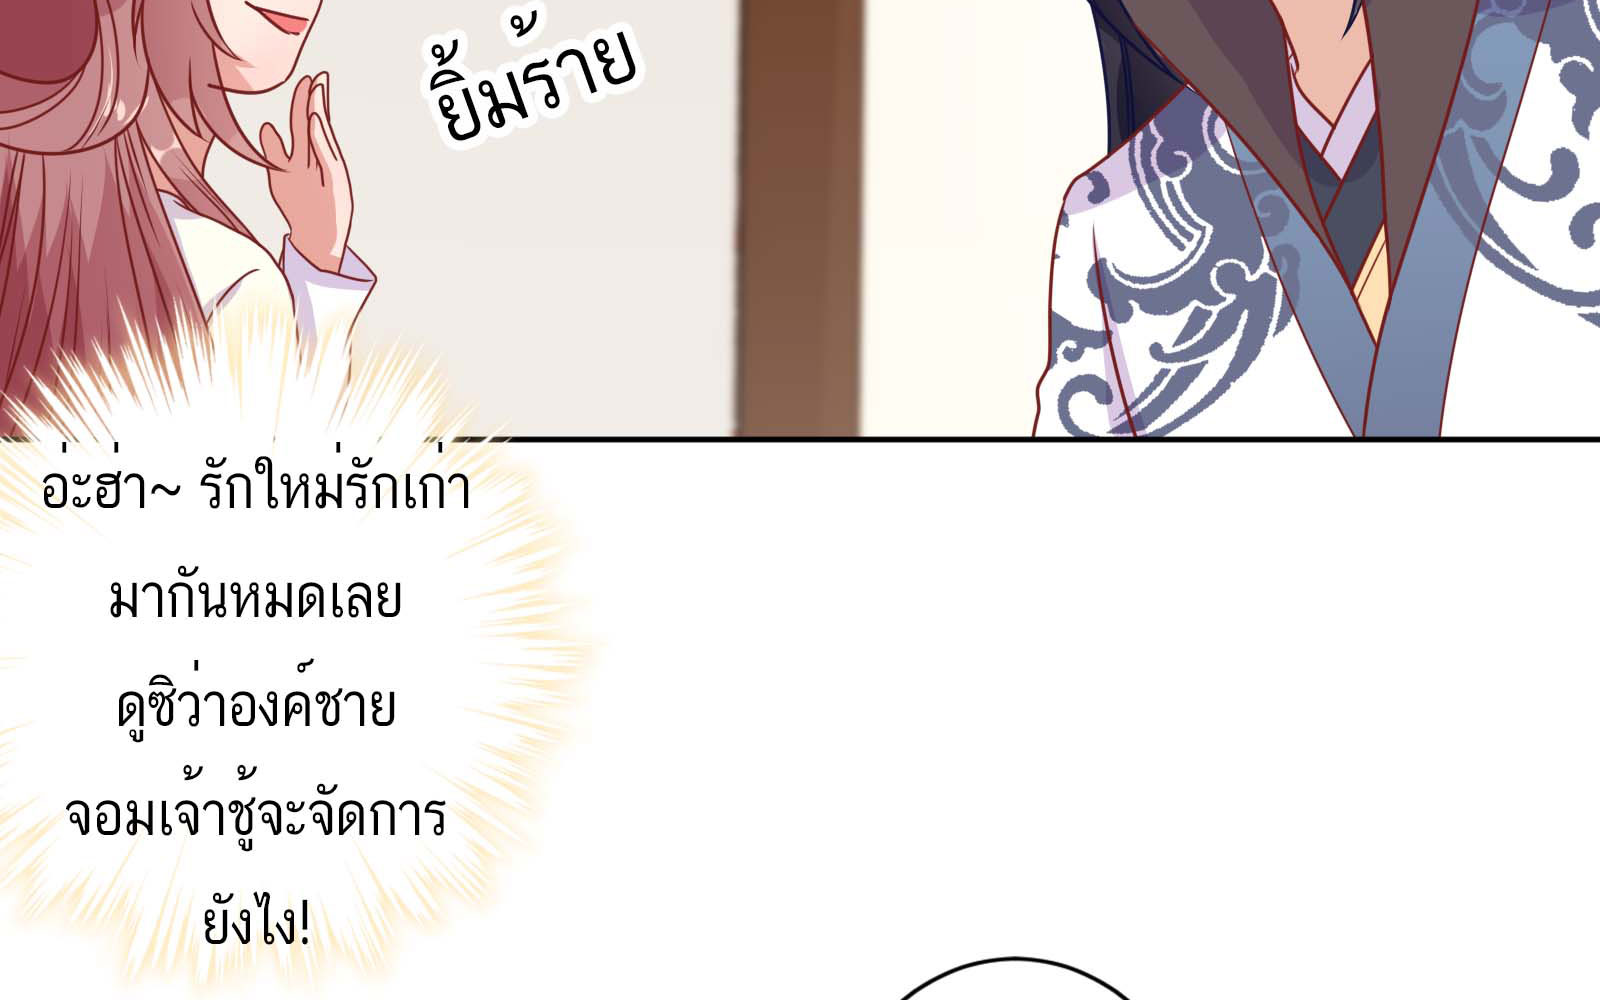 ยิ้มร้าย
อ่ะฮ่า~ รักใหม่รักเก่า
มากันหมดเลย
ดูซิว่าองค์ชาย
จอมเจ้าชู้จะจัดการ
ยังไง!